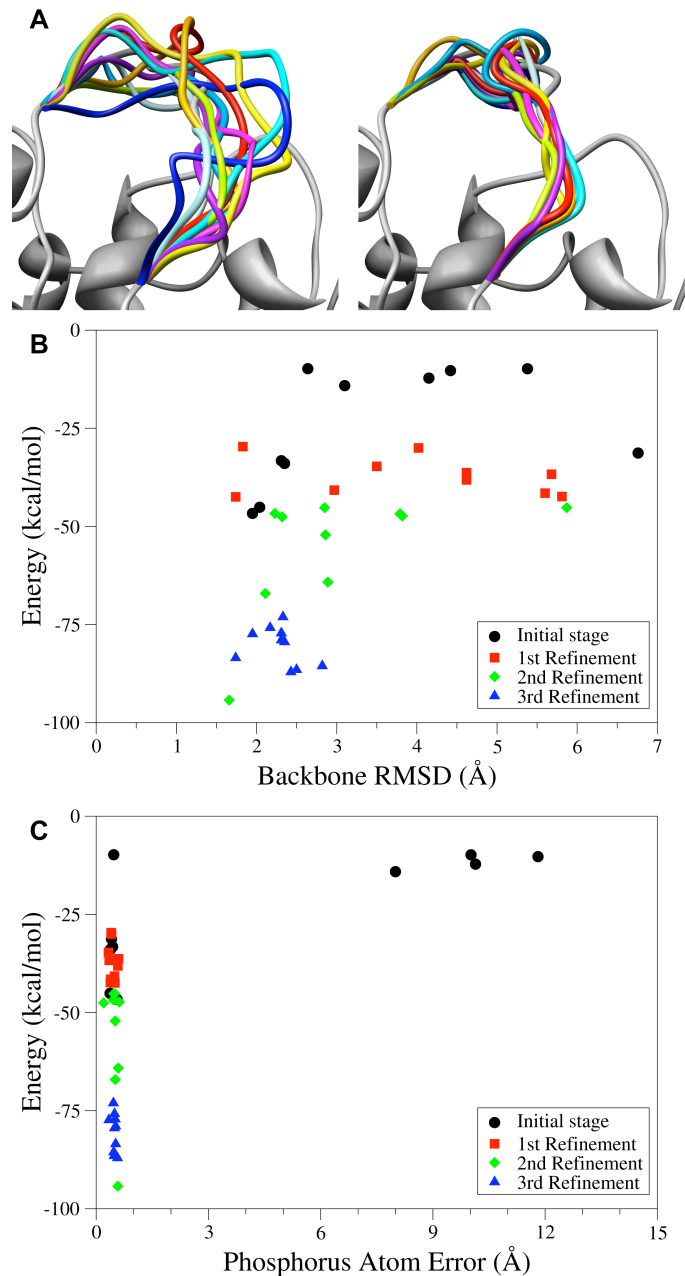 A
B
0
-25
-50
-75
-100
Energy (kcal/mol)
Initial stage
1st Refinement
2nd Refinement
3rd Refinement
0 1 2 3 4 5 6 7
Backbone RMSD (Å)
C
0
-25
-50
-75
-100
Energy (kcal/mol)
Initial stage
1st Refinement
2nd Refinement
3rd Refinement
0 3 6 9 12 15
Phosphorus Atom Error (Å)